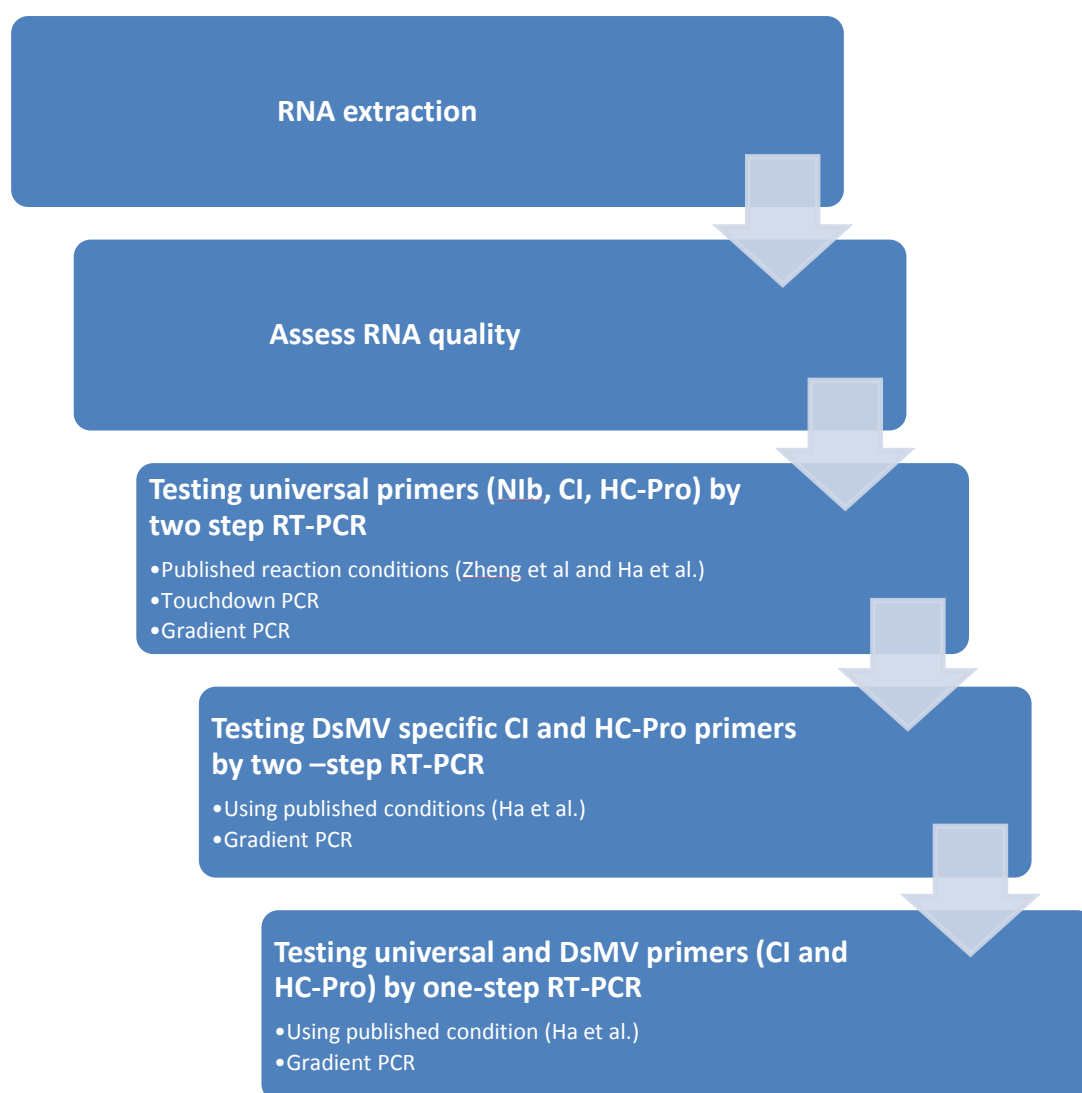 RNA extraction
Assess RNA quality
Testing universal primers (NIb, CI, HC-Pro) by
two step RT-PCR
•Published reaction conditions (Zheng et al and Ha et al.)
•Touchdown PCR
•Gradient PCR
Testing DsMV specific CI and HC-Pro primers
by two –step RT-PCR
•Using published conditions (Ha et al.)
•Gradient PCR
Testing universal and DsMV primers (CI and
HC-Pro) by one-step RT-PCR
•Using published condition (Ha et al.)
•Gradient PCR